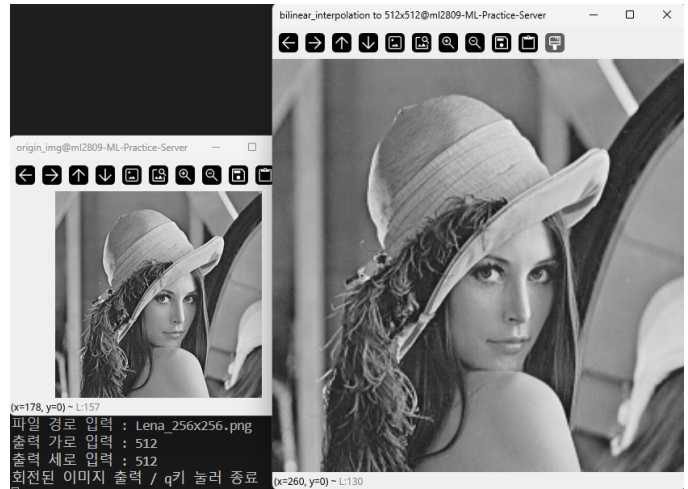 bilinear_interpolation to 512x512@ml2809-ML-Practice-Server
origin_img@ml2809-ML-Practice-Server
(x=178, y=0) ~ L:157
파일 경로 입력 : Lena_256x256.png
출력 가로 입력 : 512
출력 세로 입력 : 512
회전된 이미지 출력 / q키 눌러 종료
(x=260, y=0) ~ L:130